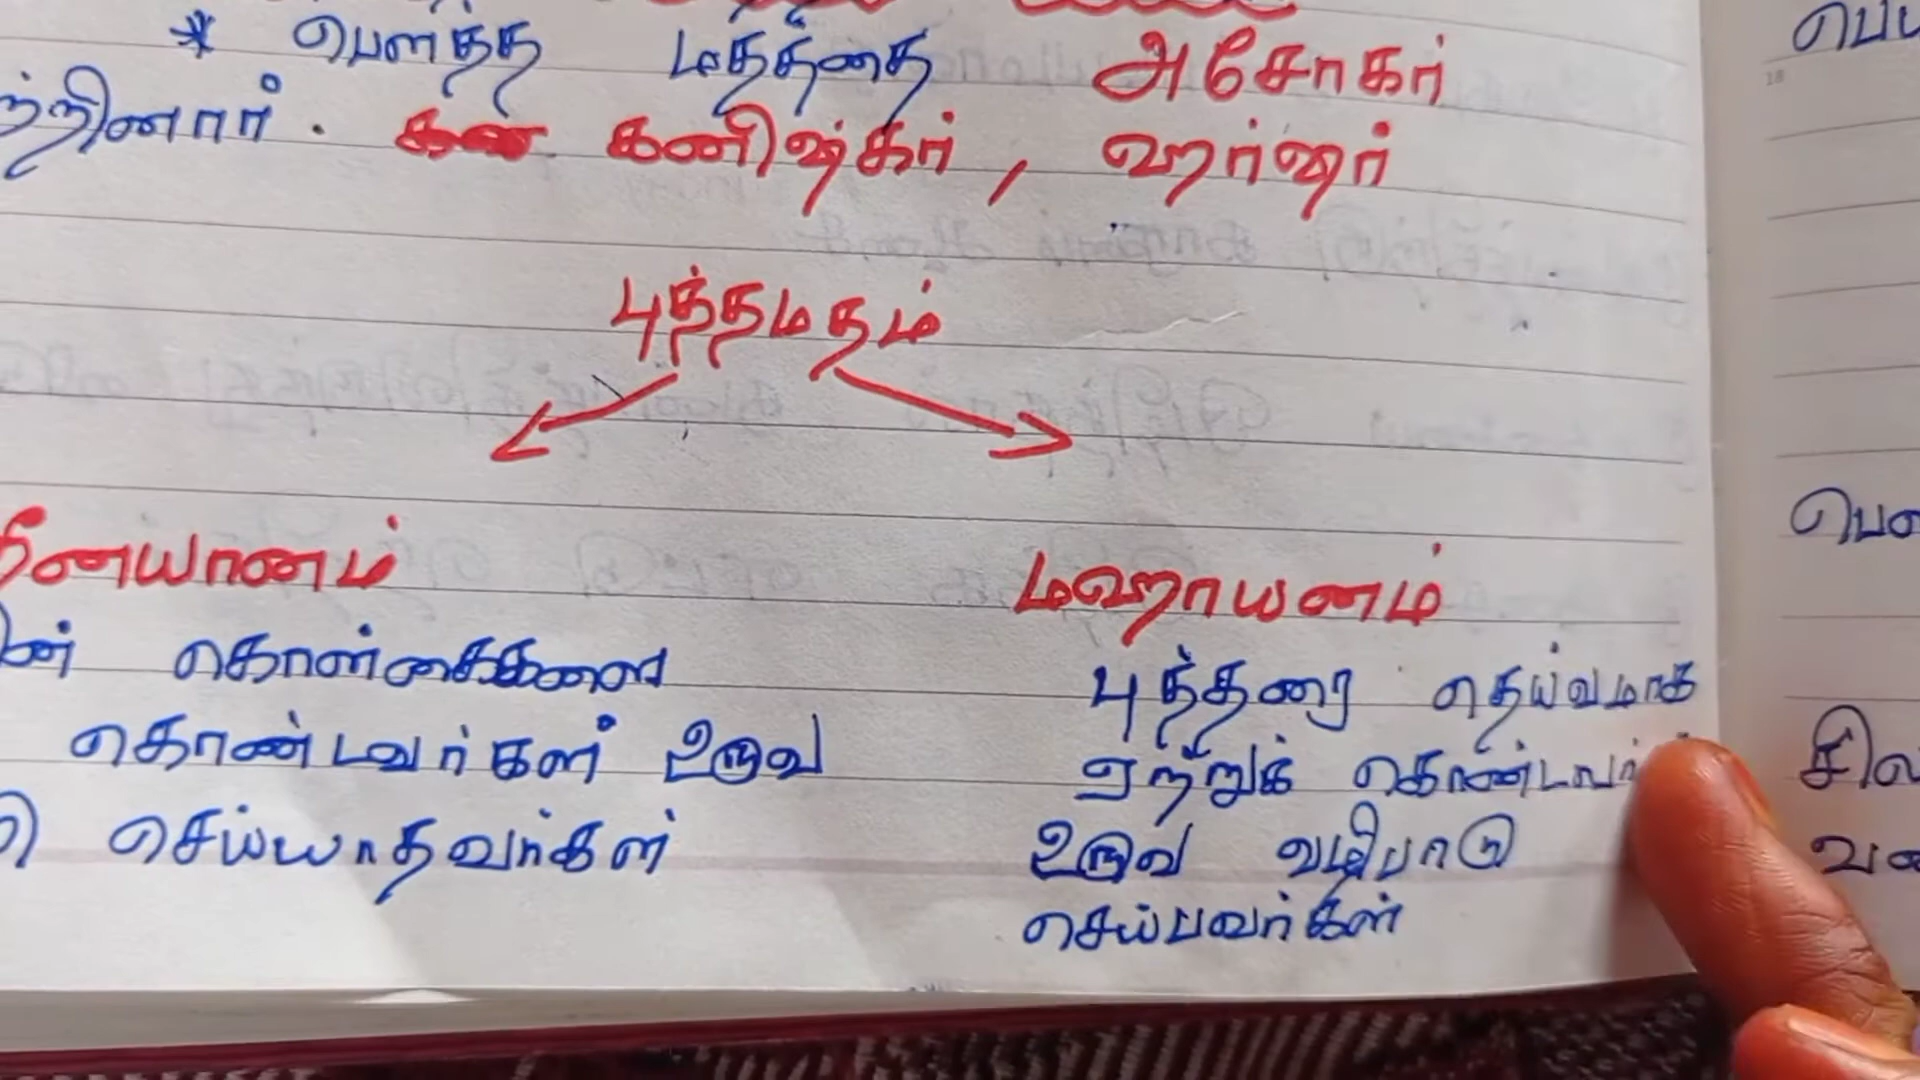 * பௌத்த மதத்தை அசோகர்
ற்றினார். கனிஷ்கர், ஹர்ஷர்
புத்தமதம்
ஹீனயானம் மஹாயனம்
கொள்கைகளை புத்தரை தெய்வமாக
கொண்டவர்கள் உருவ ஏற்றுக் கொண்டவர்
செய்யாதவர்கள் உருவ வழிபாடு
செய்பவர்கள்